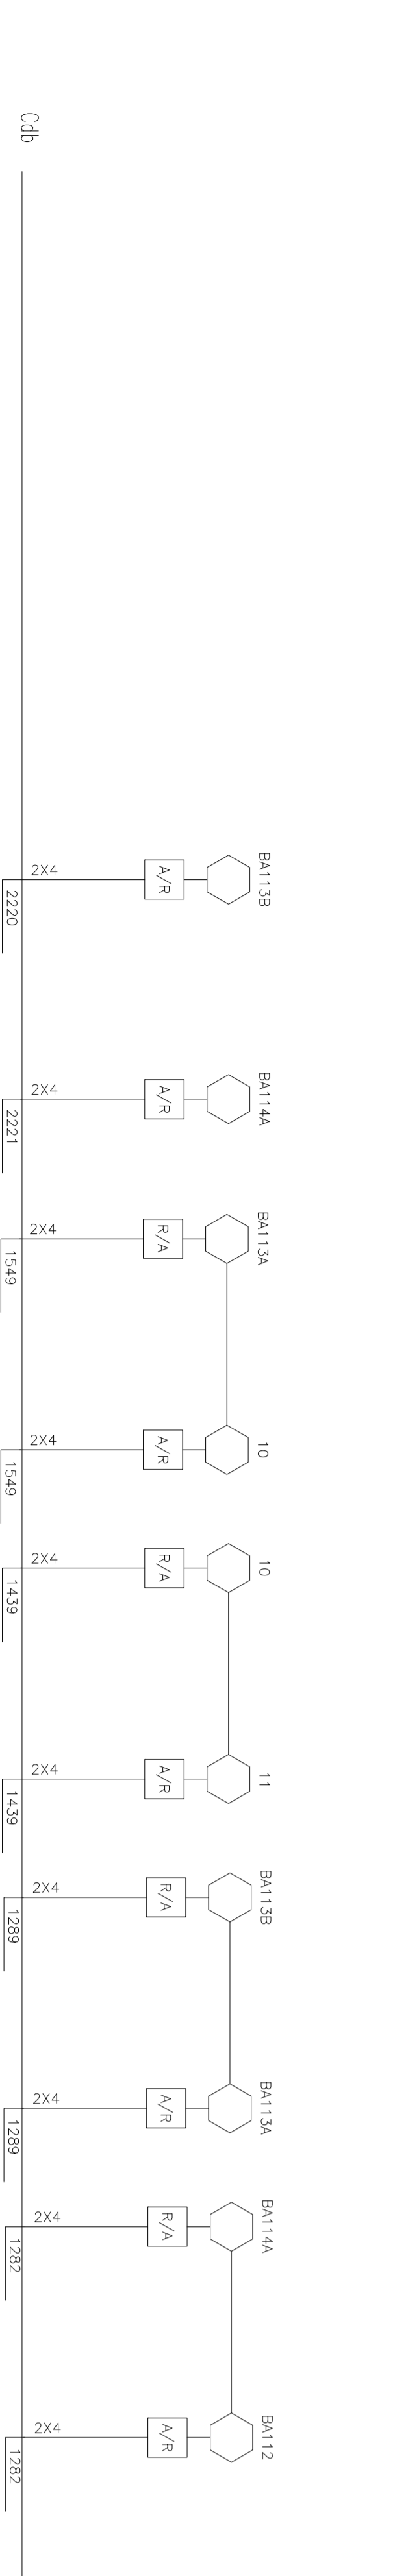 Cdb
BA113B
A/R
2X4
2220
BA114A
A/R
2X4
2221
BA113A
R/A
2X4
1549
10
A/R
2X4
1549
10
R/A
2X4
1439
11
A/R
2X4
1439
BA113B
R/A
2X4
1289
BA113A
A/R
2X4
1289
BA114A
R/A
2X4
1282
BA112
A/R
2X4
1282